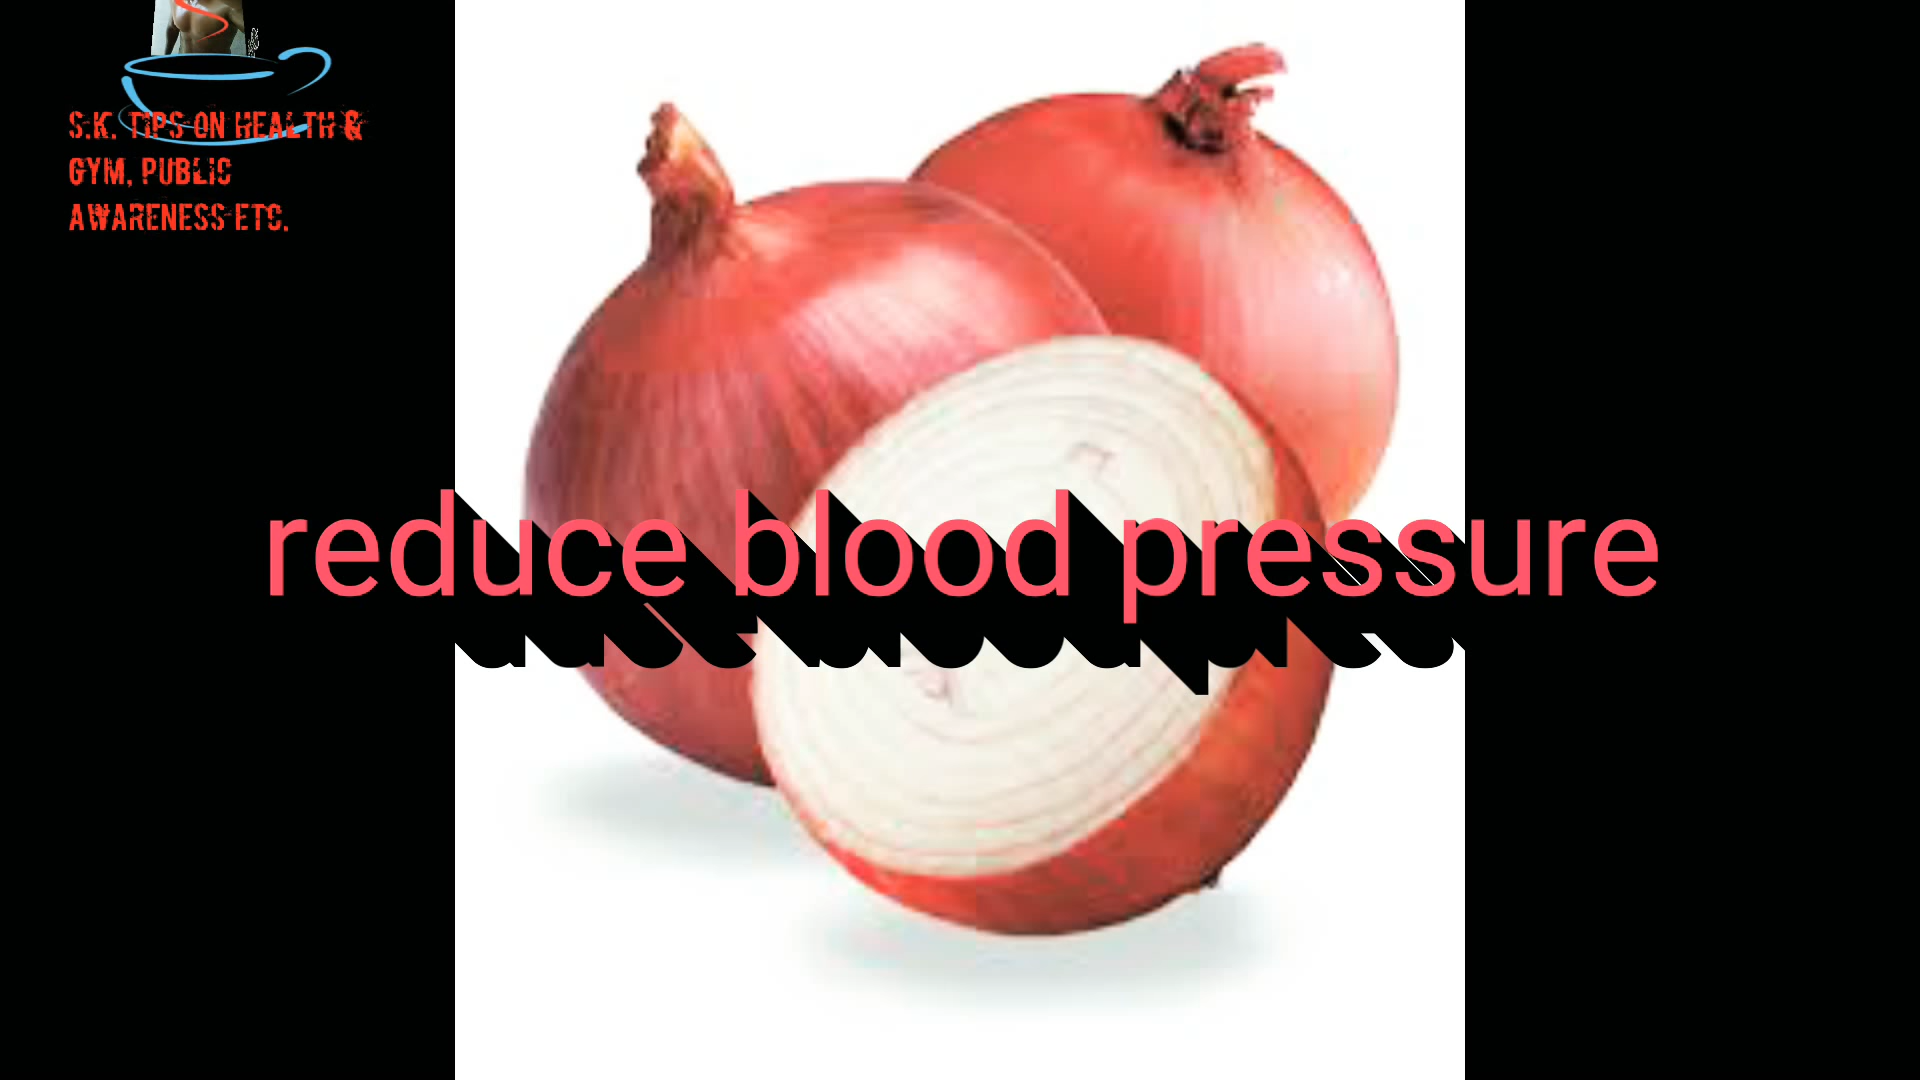 S.K. TIPS ON HEALTH &
GYM, PUBLIC
AWARENESS ETC.
reduce blood pressure